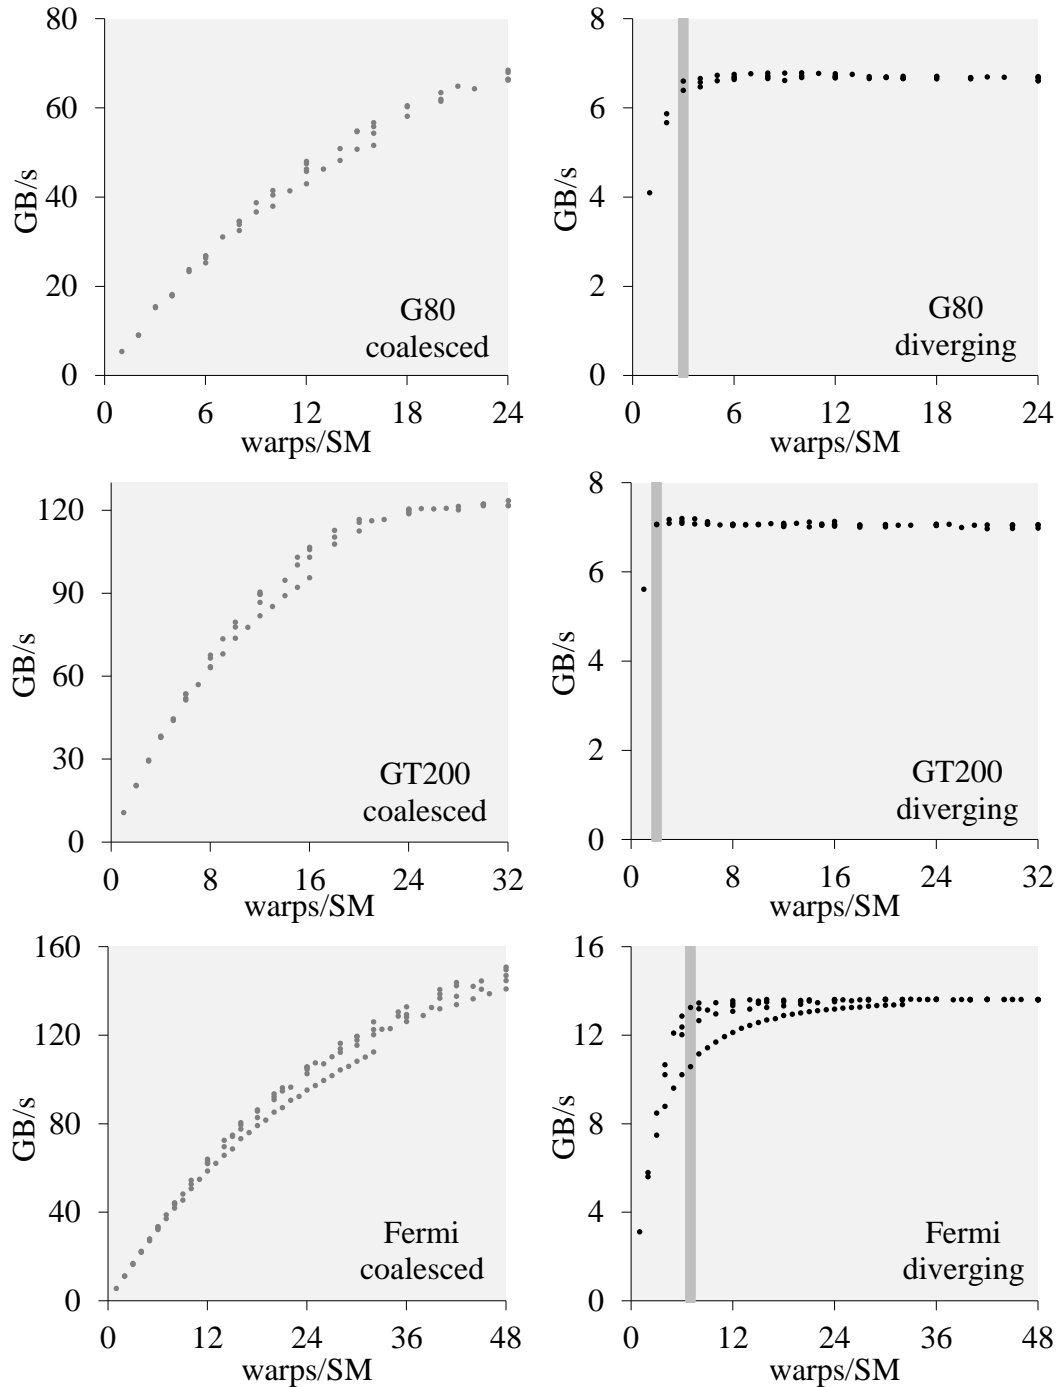 80
60
40
20
0
GB/s
0 6 12 18 24
warps/SM
G80
coalesced
8
6
4
2
0
GB/s
0 6 12 18 24
warps/SM
G80
diverging
120
90
60
30
0
GB/s
0 8 16 24 32
warps/SM
GT200
coalesced
8
6
4
2
0
GB/s
0 8 16 24 32
warps/SM
GT200
diverging
160
120
80
40
0
GB/s
0 12 24 36 48
warps/SM
Fermi
coalesced
16
12
8
4
0
GB/s
0 12 24 36 48
warps/SM
Fermi
diverging